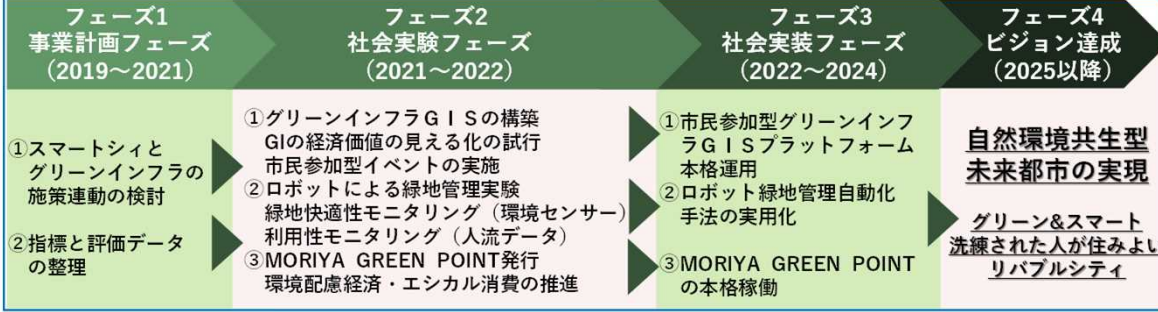 フェーズ1
事業計画フェーズ
（2019～2021）
①スマートシィと
グリーンインフラの
施策連動の検討
②指標と評価データ
の整理
フェーズ2
社会実験フェーズ
（2021～2022）
①グリーンインフラＧＩＳの構築
GIの経済価値の見える化の試行
市民参加型イベントの実施
②ロボットによる緑地管理実験
緑地快適性モニタリング（環境センサー）
利用性モニタリング（人流データ）
③MORIYA GREEN POINT発行
環境配慮経済・エシカル消費の推進
フェーズ3
社会実装フェーズ
（2022～2024）
①市民参加型グリーンインフ
ラＧＩＳプラットフォーム
本格運用
②ロボット緑地管理自動化
手法の実用化
③MORIYA GREEN POINT
の本格稼働
フェーズ4
ビジョン達成
（2025以降）
自然環境共生型
未来都市の実現
グリーン&スマート
洗練された人が住みよい
リバブルシティ